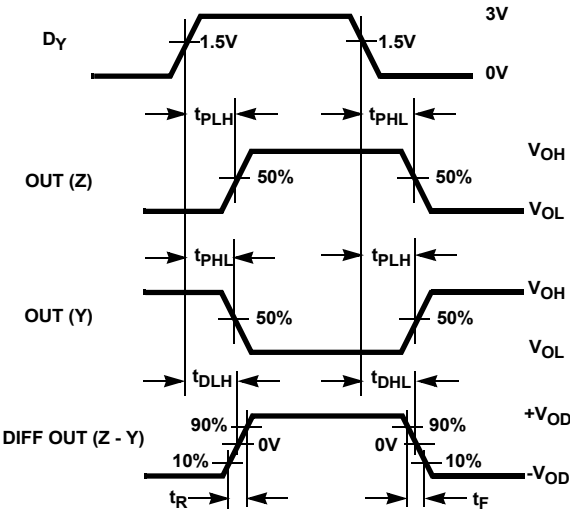 DY 1.5V 1.5V 3V
0V
tPLH tPHL
OUT (Z) 50% 50% VOH
VOL
tPHL tPLH
OUT (Y) 50% 50% VOH
VOL
tDLH tDHL
DIFF OUT (Z - Y) 90% 0V 0V 90% +VOD
10% 10% -VOD
tR tF